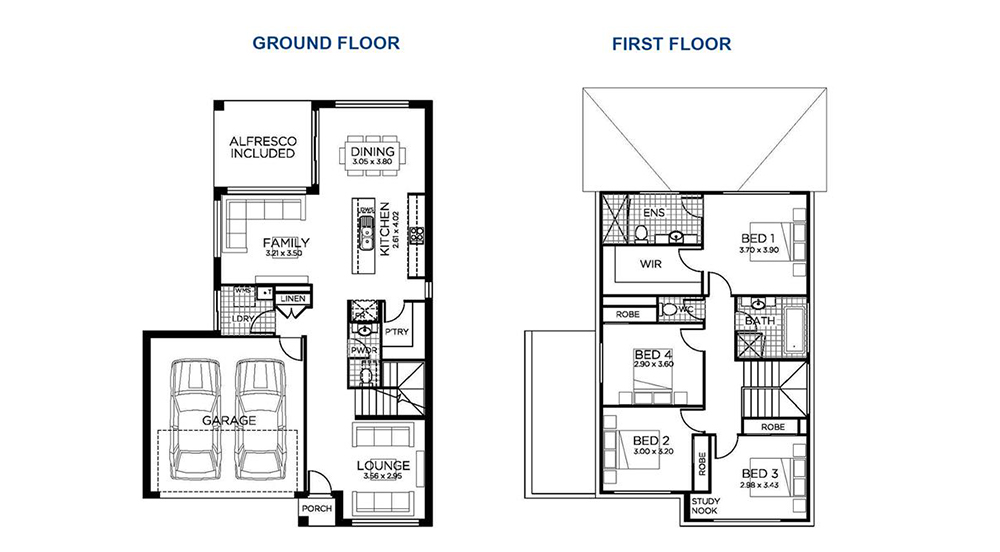 GROUND FLOOR
ALFRESCO
INCLUDED
DINING
3.05 x 3.80
KITCHEN
2.61 x 4.02
FAMILY
3.21 x 3.50
WMS
T
LINEN
LDRY
P'TRY
PWDR
GARAGE
LOUNGE
3.56 x 2.95
PORCH
FIRST FLOOR
ENS
BED 1
3.70 x 3.90
WIR
ROBE
WC
BATH
BED 4
2.90 x 3.60
ROBE
BED 2
3.00 x 3.20
ROBE
BED 3
2.98 x 3.43
STUDY
NOOK